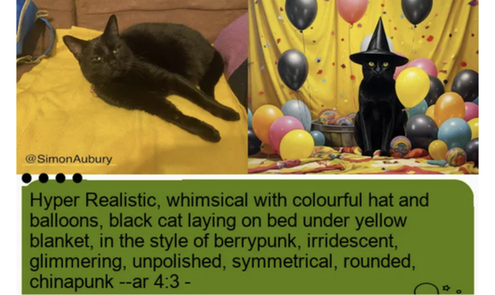 @SimonAubury
Hyper Realistic, whimsical with colourful hat and
balloons, black cat laying on bed under yellow
blanket, in the style of berrypunk, irridescent,
glimmering, unpolished, symmetrical, rounded,
chinapunk --ar 4:3 -